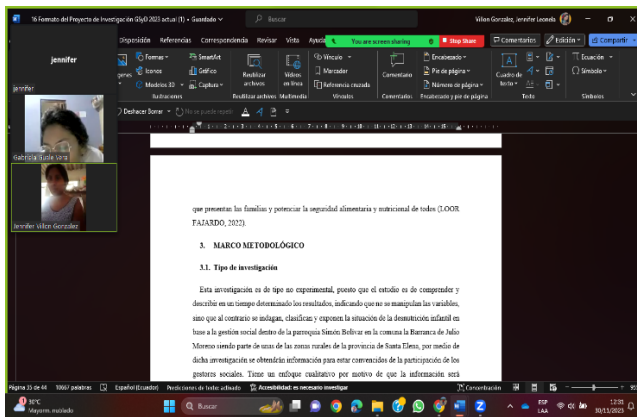 16 Formato del Proyecto de Investigación GSyD 2023 actual (1) • Guardado
Buscar
Villon Gonzalez, Jennifer Leonela
Disposición Referencias Correspondencia Revisar Vista Ayuda
You are screen sharing
Stop Share
Comentarios
Edición
Compartir
Formas
SmartArt
Iconos
Gráfico
Modelos 3D
Captura
Ilustraciones
Reutilizar archivos
Reutilizar archivos
Vídeos en línea
Multimedia
Vínculo
Marcador
Referencia cruzada
Vínculos
Comentario
Comentarios
Encabezado
Pie de página
Número de página
Encabezado y pie de página
Cuadro de texto
Texto
Ecuación
Símbolo
Símbolos
Deshacer Borrar
jennifer
jennifer
Gabriela Suole Vera
Jennifer Villon Gonzalez
que presentan las familias y potenciar la seguridad alimentaria y nutricional de todos (LOOR
FAJARDO, 2022).
3. MARCO METODOLÓGICO
3.1. Tipo de investigación
Esta investigación es de tipo no experimental, puesto que el estudio es de comprender y
describir en un tiempo determinado los resultados, indicando que no se manipulan las variables,
sino que al contrario se indagan, clasifican y exponen la situación de la desnutrición infantil en
base a la gestión social dentro de la parroquia Simón Bolívar en la comuna la Barranca de Julio
Moreno siendo parte de unas de las zonas rurales de la provincia de Santa Elena, por medio de
dicha investigación se obtendrán información para estar convencidos de la participación de los
gestores sociales. Tiene un enfoque cualitativo por motivo de que la información será
Página 35 de 44 10667 palabras Español (Ecuador) Predicciones de texto: activado Accesibilidad: es necesario investigar
Concentración
30°C
Mayorm. nublado
Buscar
ESP
LAA
12:31
30/11/2023